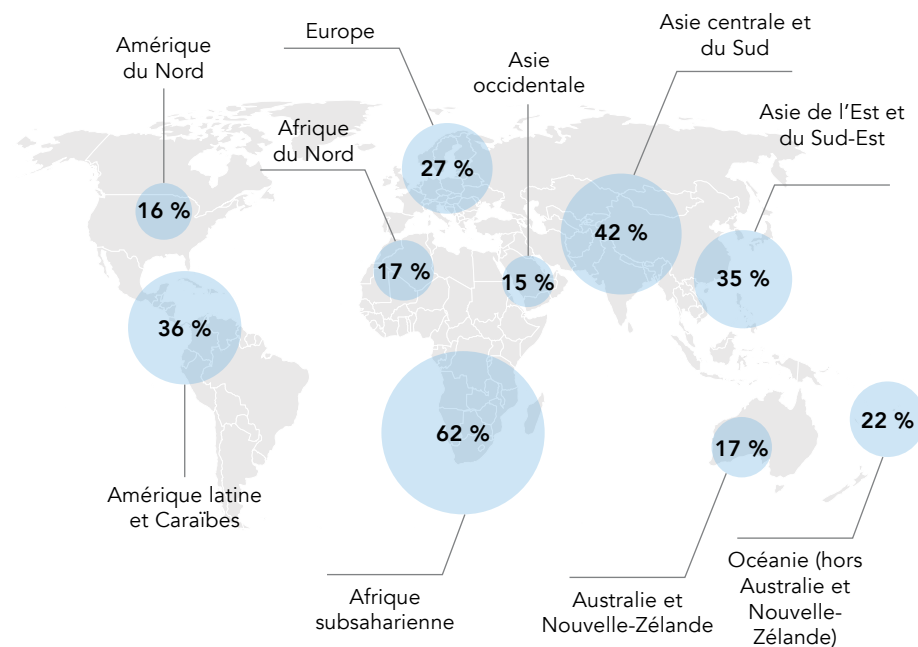 Amérique
du Nord
16 %
Europe
27 %
Afrique
du Nord
17 %
Asie
occidentale
15 %
Asie centrale et
du Sud
42 %
Asie de l’Est et
du Sud-Est
35 %
36 %
Amérique latine
et Caraïbes
62 %
Afrique
subsaharienne
17 %
Australie et
Nouvelle-Zélande
22 %
Océanie (hors
Australie et
Nouvelle-
Zélande)